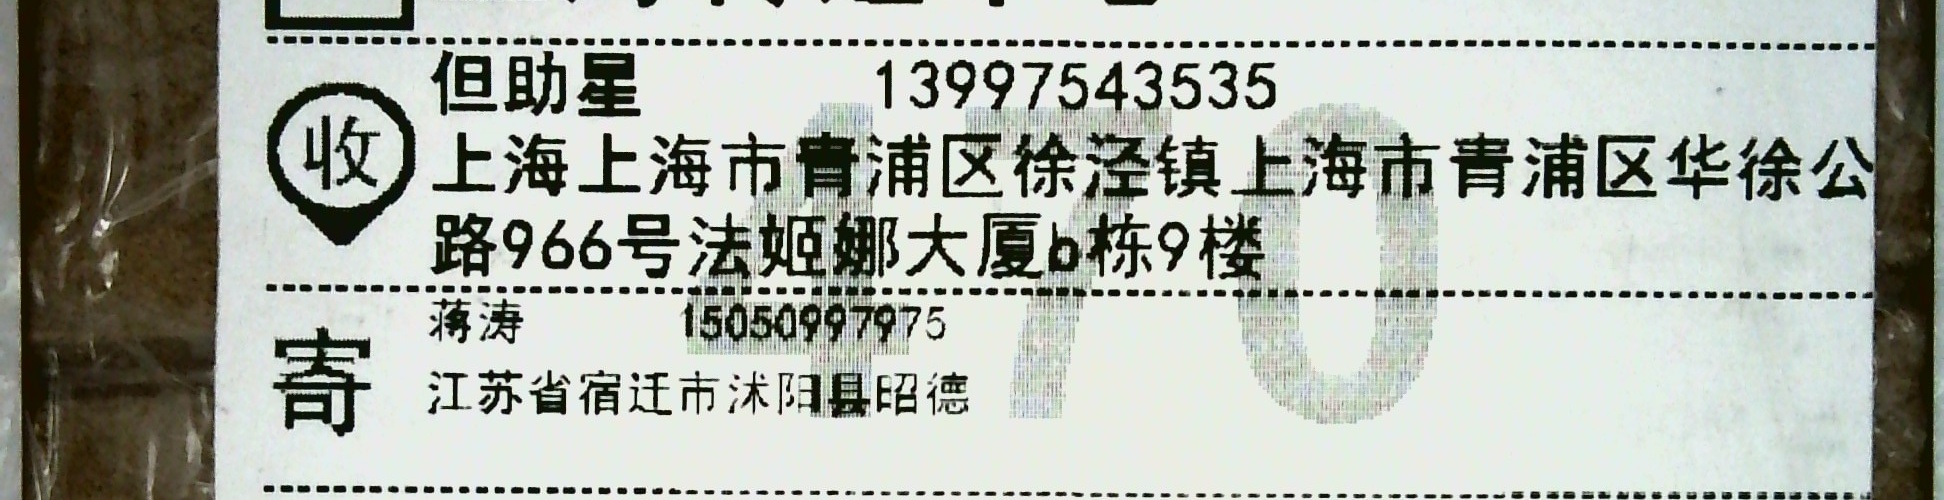 收
但助星 13997543535
上海上海市青浦区徐泾镇上海市青浦区华徐公
路966号法姬娜大厦b栋9楼
470
寄
蒋涛 15050997975
江苏省宿迁市沭阳县昭德